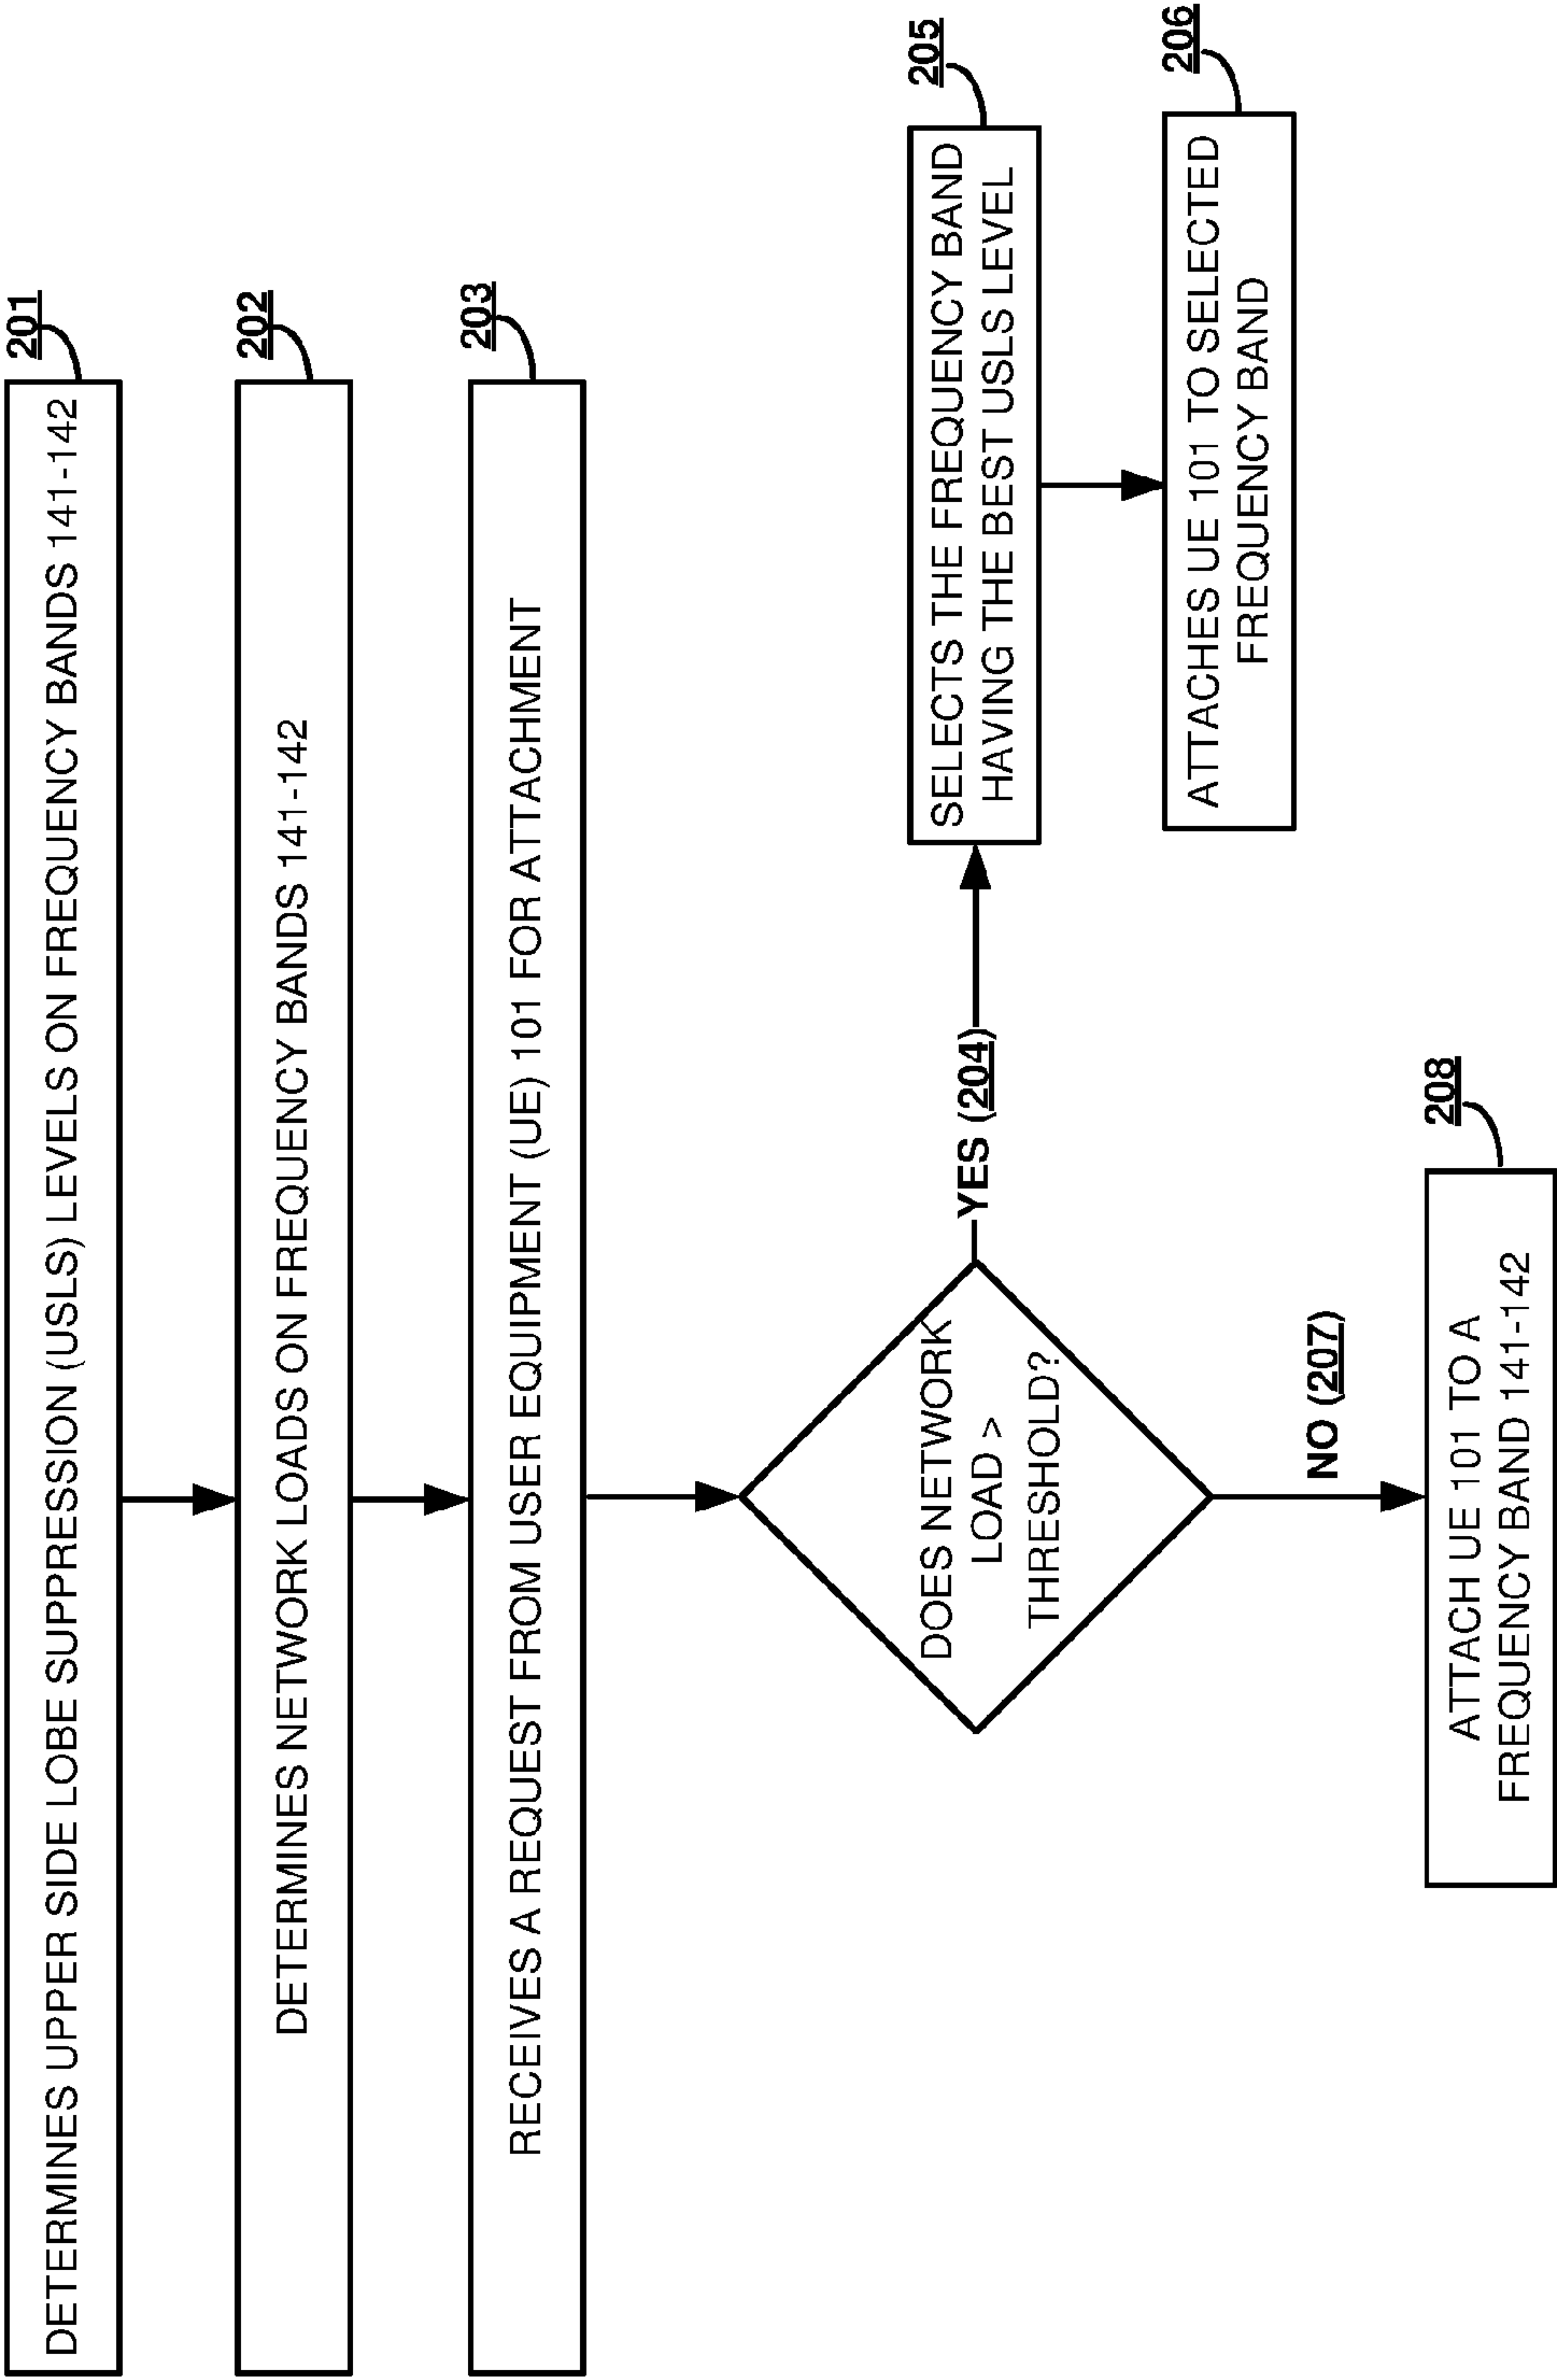 201
DETERMINES UPPER SIDE LOBE SUPPRESSION (USLS) LEVELS ON FREQUENCY BANDS 141-142
202
DETERMINES NETWORK LOADS ON FREQUENCY BANDS 141-142
203
RECEIVES A REQUEST FROM USER EQUIPMENT (UE) 101 FOR ATTACHMENT
DOES NETWORK
LOAD >
THRESHOLD?
YES (204)
205
SELECTS THE FREQUENCY BAND
HAVING THE BEST USLS LEVEL
206
ATTACHES UE 101 TO SELECTED
FREQUENCY BAND
NO (207)
208
ATTACH UE 101 TO A
FREQUENCY BAND 141-142